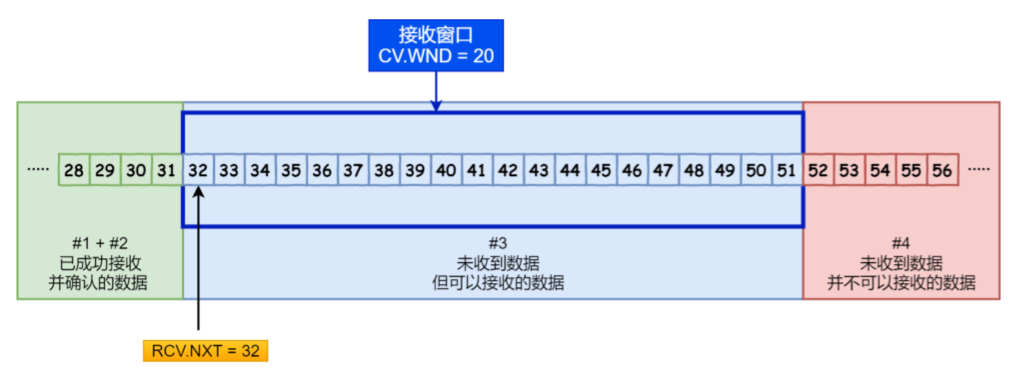 接收窗口
CV.WND = 20
..... 28 29 30 31 32 33 34 35 36 37 38 39 40 41 42 43 44 45 46 47 48 49 50 51 52 53 54 55 56 .....
#1 + #2
已成功接收
并确认的数据
#3
未收到数据
但可以接收的数据
#4
未收到数据
并不可以接收的数据
RCV.NXT = 32